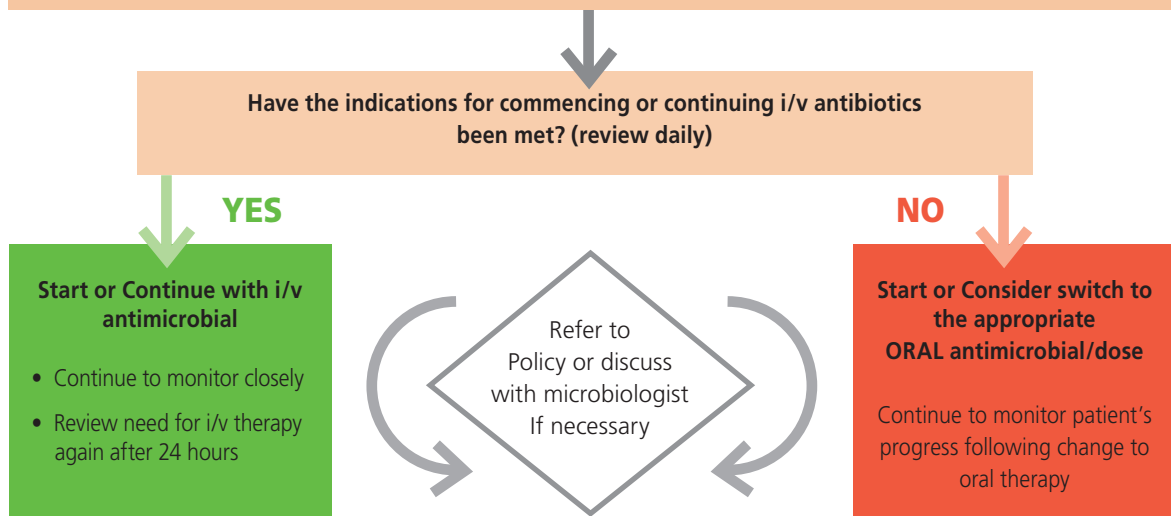 Have the indications for commencing or continuing i/v antibiotics
been met? (review daily)
YES
NO
Start or Continue with i/v
antimicrobial
• Continue to monitor closely
• Review need for i/v therapy
again after 24 hours
Refer to
Policy or discuss
with microbiologist
If necessary
Start or Consider switch to
the appropriate
ORAL antimicrobial/dose
Continue to monitor patient's
progress following change to
oral therapy